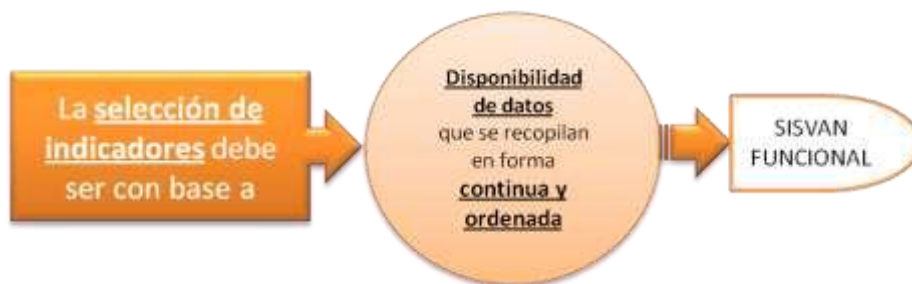 La selección de
indicadores debe
ser con base a
Disponibilidad
de datos
que se recopilan
en forma
continua y
ordenada
SISVAN
FUNCIONAL